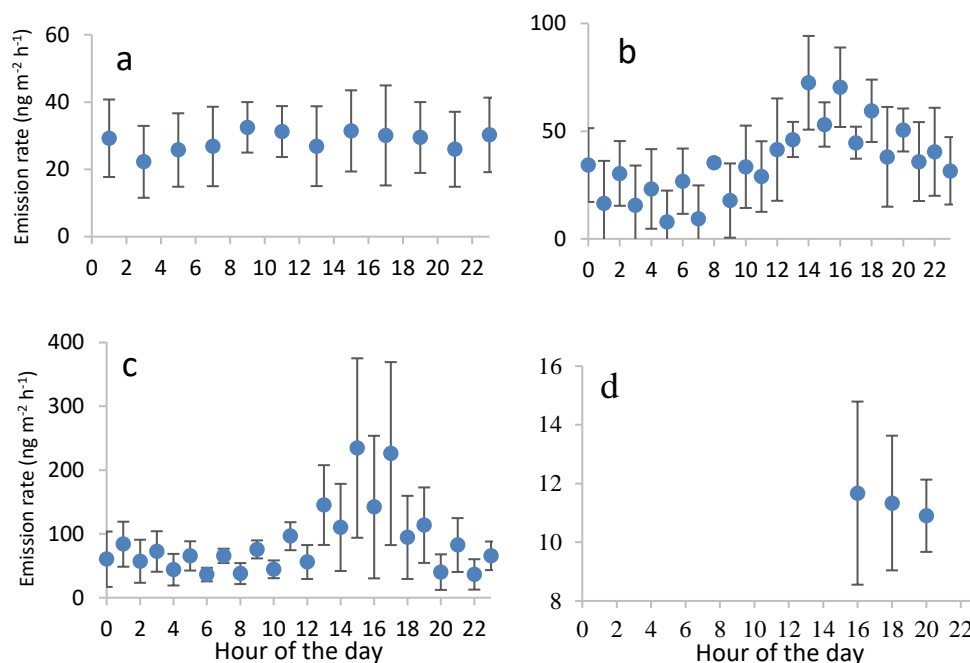 Emission rate (ng m⁻² h⁻¹)
a
60
40
20
0
0 2 4 6 8 10 12 14 16 18 20 22
b
100
50
0
0 2 4 6 8 10 12 14 16 18 20 22
Emission rate (ng m⁻² h⁻¹)
c
400
300
200
100
0
0 2 4 6 8 10 12 14 16 18 20 22
Hour of the day
d
16
14
12
10
8
0 2 4 6 8 10 12 14 16 18 20 22
Hour of the day